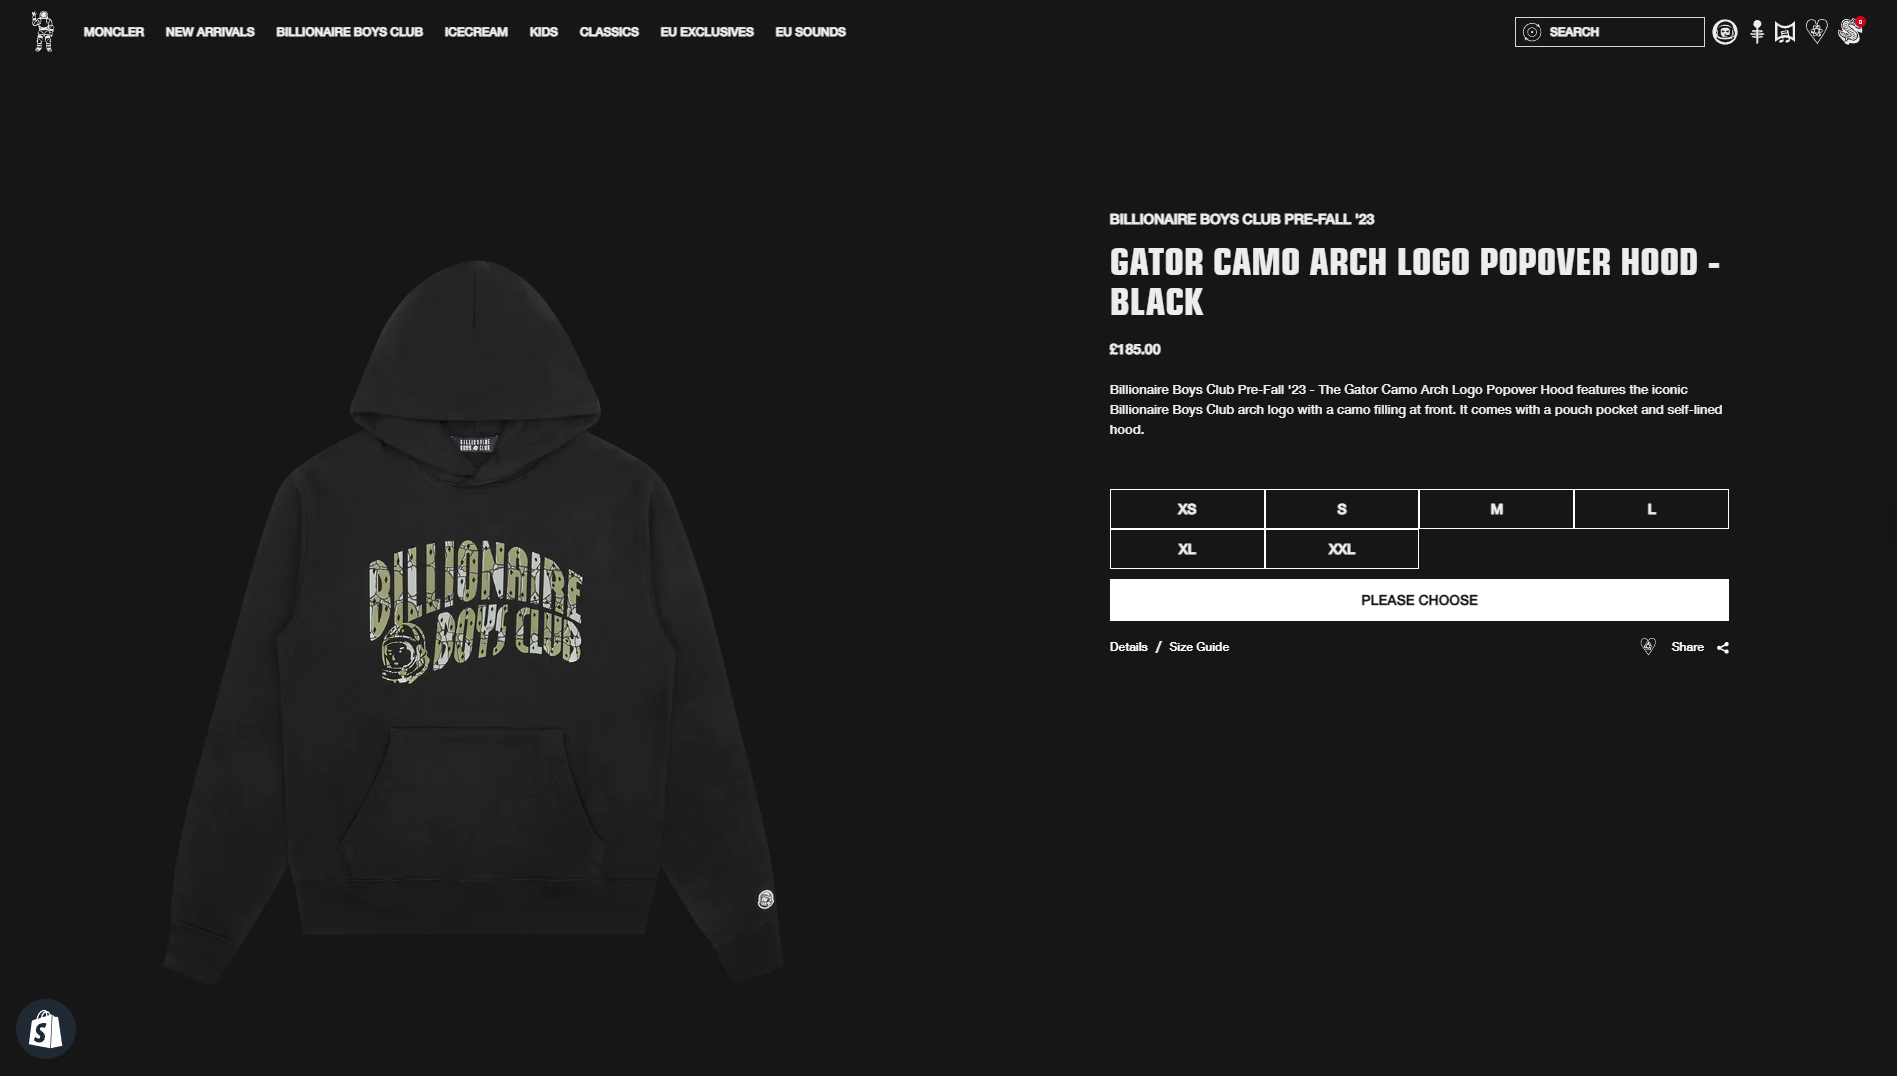 MONCLER NEW ARRIVALS BILLIONAIRE BOYS CLUB ICECREAM KIDS CLASSICS EU EXCLUSIVES EU SOUNDS
SEARCH
0
BILLIONAIRE BOYS CLUB PRE-FALL '23
GATOR CAMO ARCH LOGO POPOVER HOOD -
BLACK
£185.00
Billionaire Boys Club Pre-Fall '23 - The Gator Camo Arch Logo Popover Hood features the iconic
Billionaire Boys Club arch logo with a camo filling at front. It comes with a pouch pocket and self-lined
hood.
XS S M L
XL XXL
PLEASE CHOOSE
Details / Size Guide
Share
BILLIONAIRE
BOYS CLUB
BILLIONAIRE
BOYS CLUB
S